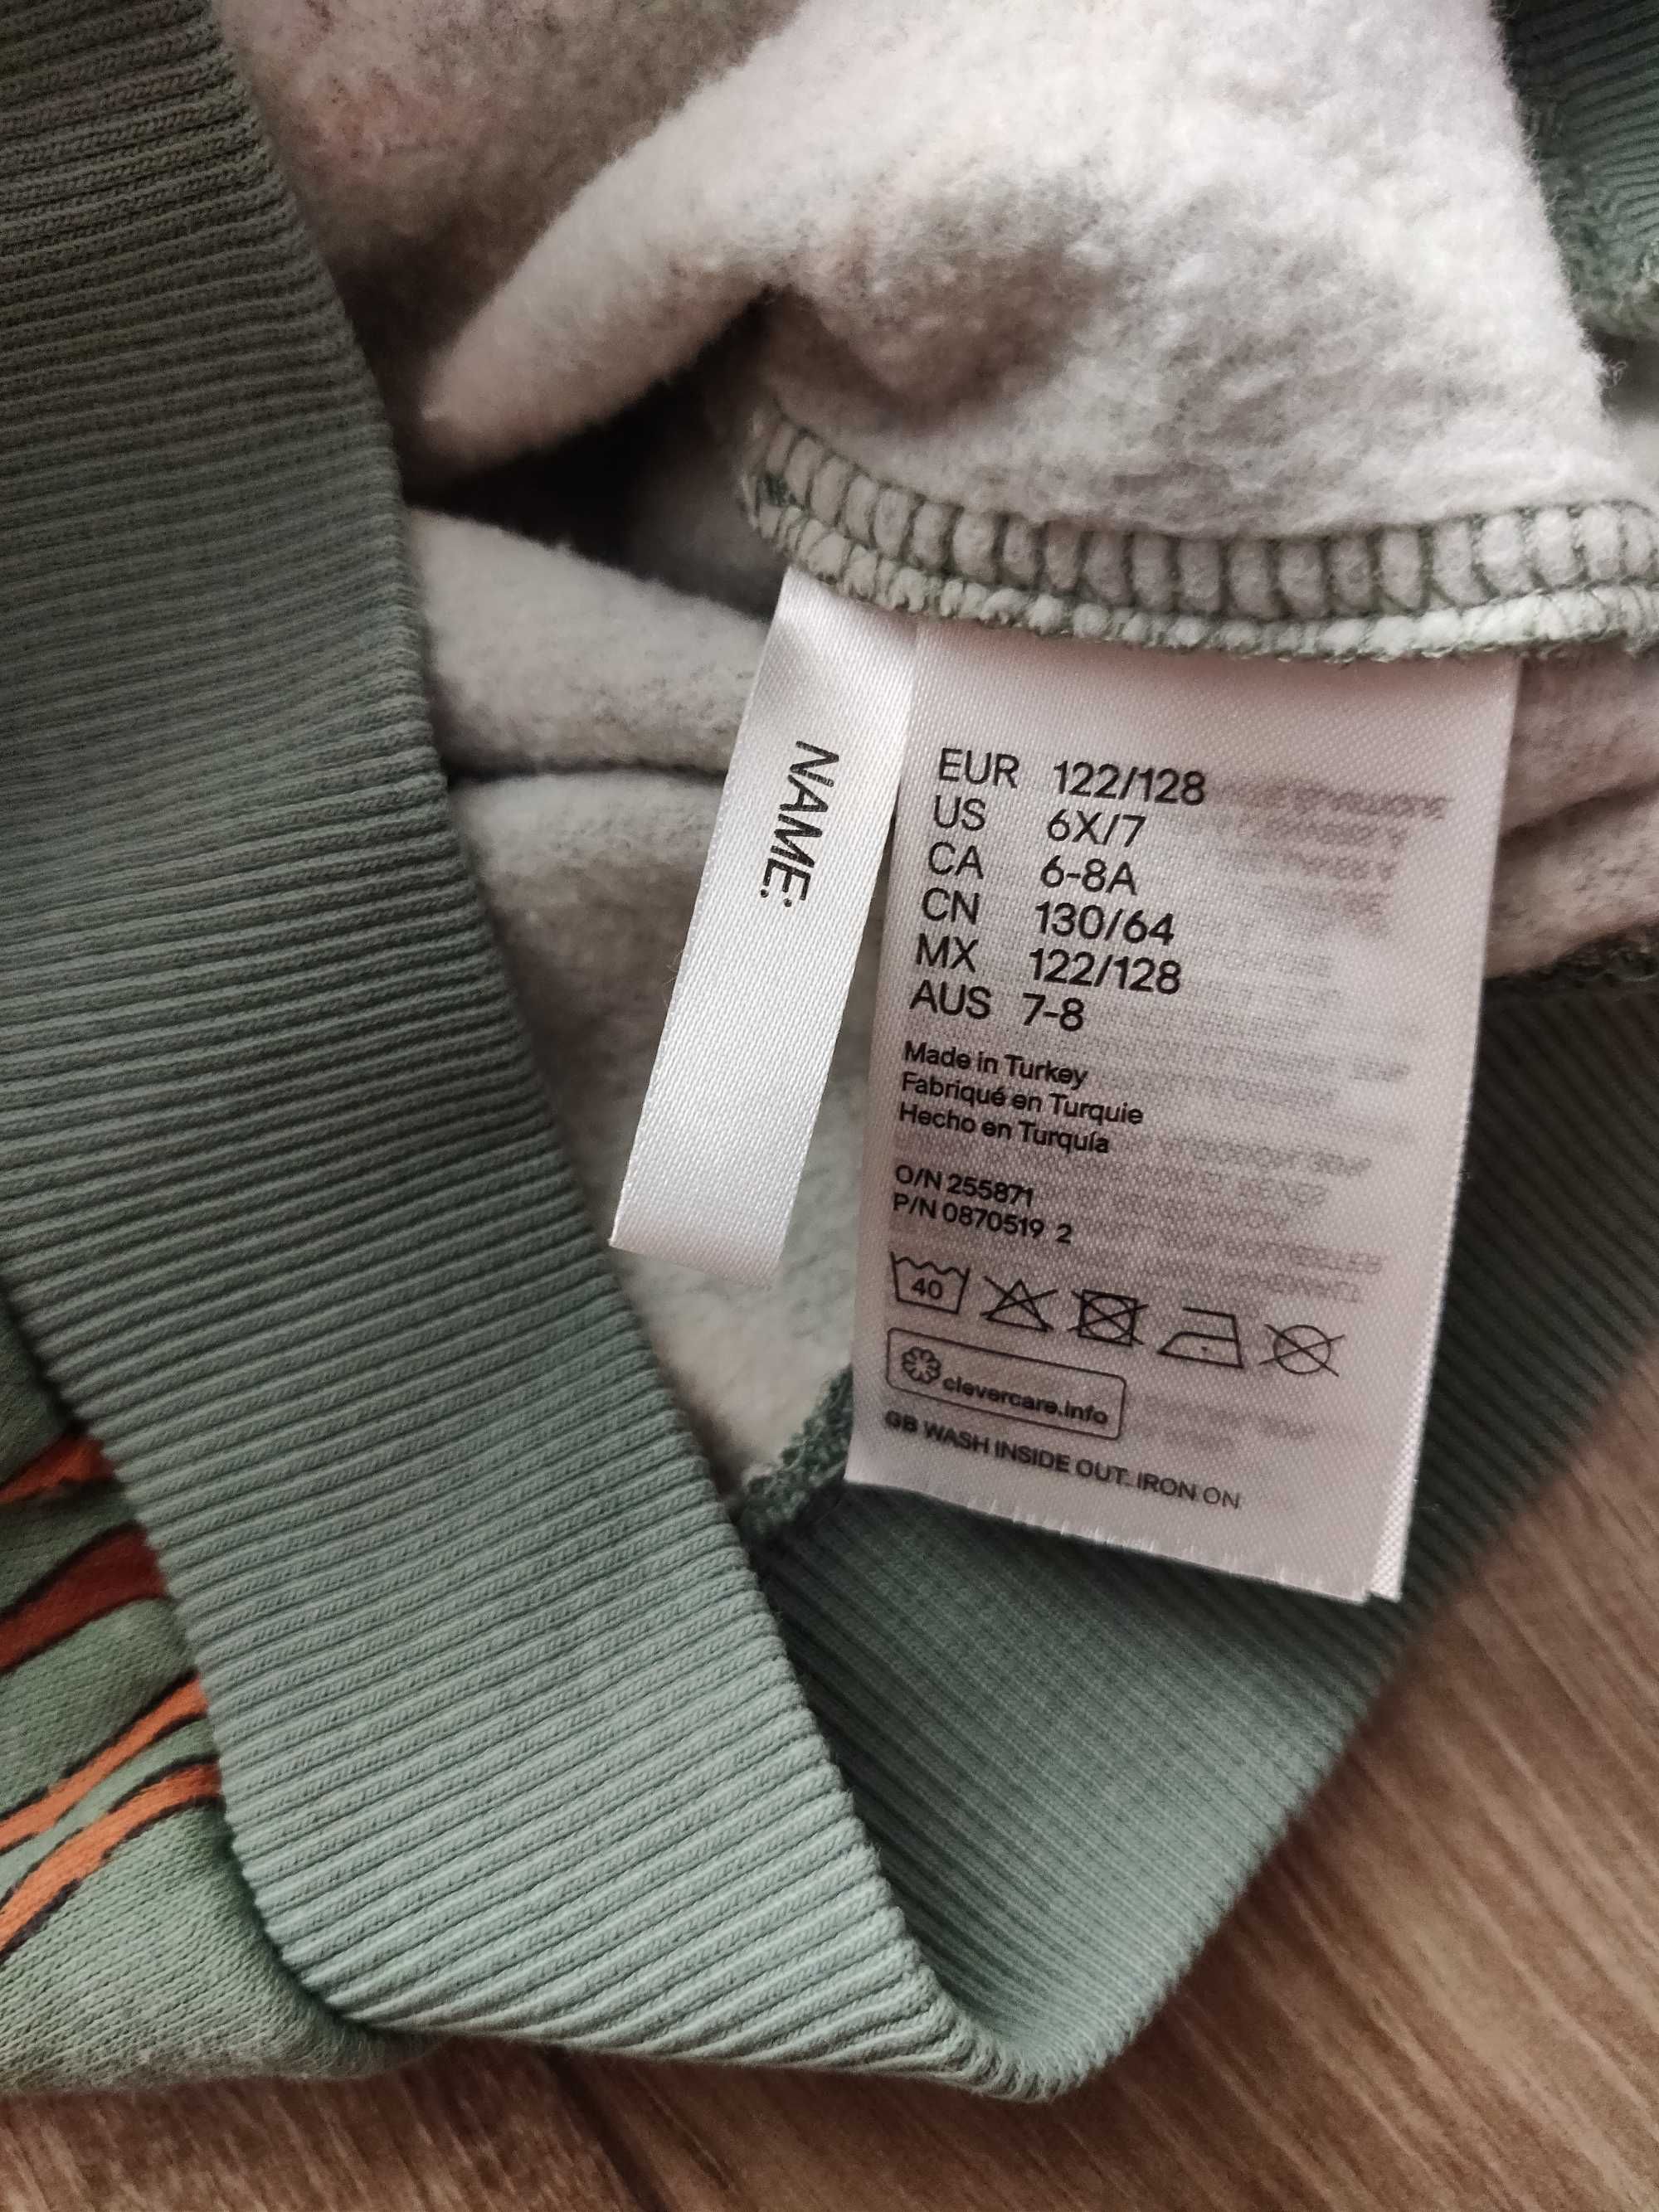 NAME:
EUR 122/128
US 6X/7
CA 6-8A
CN 130/64
MX 122/128
AUS 7-8
Made in Turkey
Fabriqué en Turquie
Hecho en Turquía
O/N 255871
P/N 0870519 2
40
clevercare.info
GB WASH INSIDE OUT. IRON ON